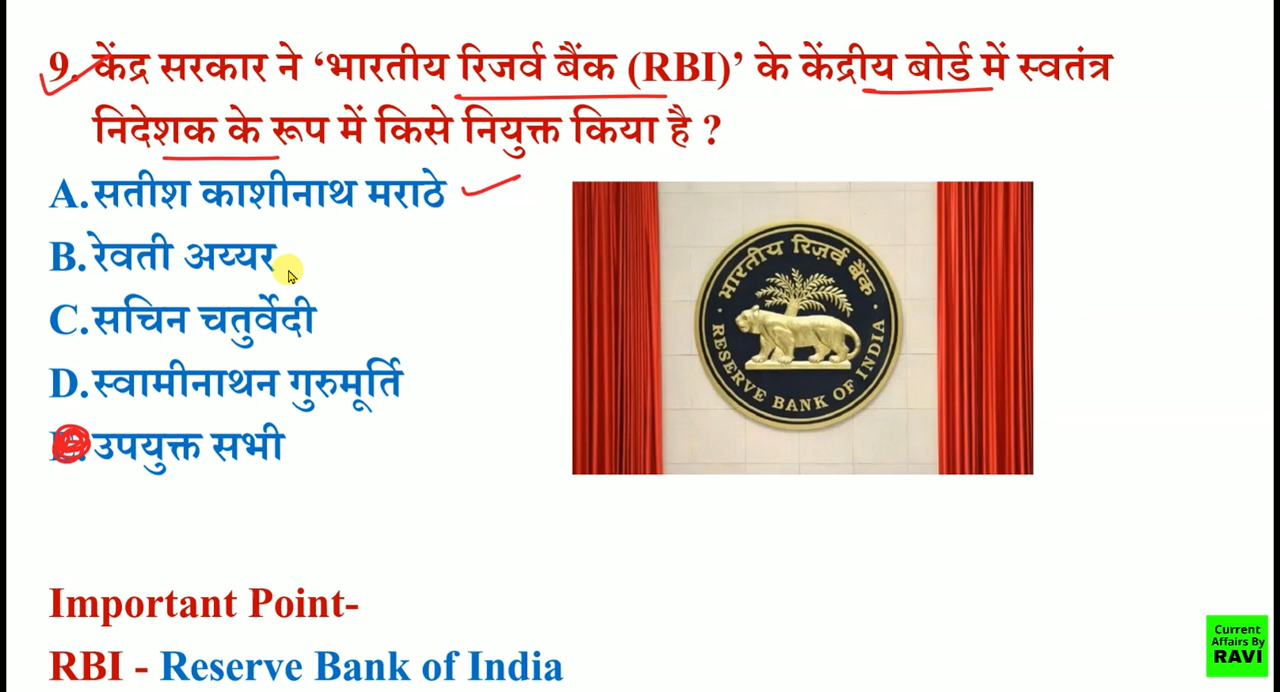 9. केंद्र सरकार ने ‘भारतीय रिजर्व बैंक (RBI)’ के केंद्रीय बोर्ड में स्वतंत्र
निदेशक के रूप में किसे नियुक्त किया है ?
A.सतीश काशीनाथ मराठे
B.रेवती अय्यर
C.सचिन चतुर्वेदी
D.स्वामीनाथन गुरुमूर्ति
उपयुक्त सभी
भारतीय रिज़र्व बैंक
RESERVE BANK OF INDIA
Important Point-
RBI - Reserve Bank of India
Current
Affairs By
RAVI